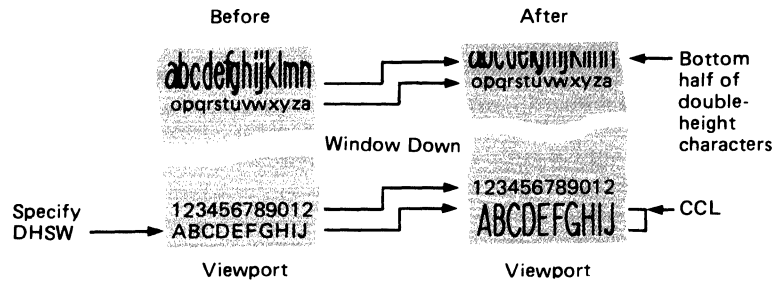 Before
After
abcdefghijklmn
opqrstuvwxyza
opqrstuvwxyza
Bottom
half of
double-
height
characters
Window Down
Specify
DHSW
123456789012
ABCDEFGHIJ
123456789012
ABCDEFGHIJ
CCL
Viewport
Viewport